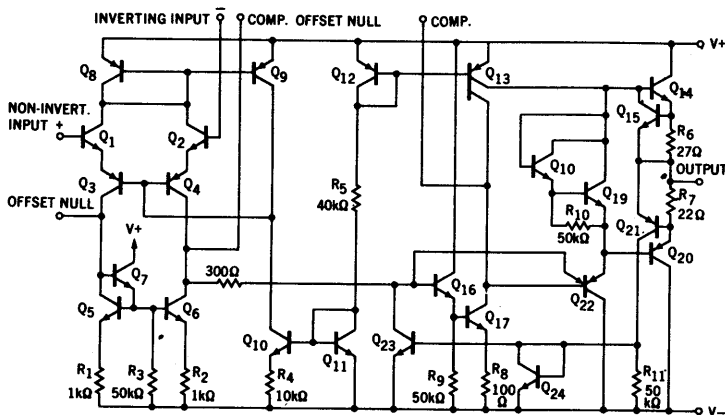 INVERTING INPUT −
COMP. OFFSET NULL
COMP.
V+
Q8
Q9
Q12
Q13
Q14
NON-INVERT.
INPUT +
Q1
Q2
Q15
R6
27Ω
Q3
Q4
Q10
Q19
OUTPUT
OFFSET NULL
R5
40kΩ
R10
50kΩ
R7
22Ω
Q21
Q20
V+
Q7
300Ω
Q16
Q22
Q5
Q6
Q17
Q10
Q11
Q23
R1
1kΩ
R3
50kΩ
R2
1kΩ
R4
10kΩ
R9
50kΩ
R8
100
Ω
Q24
R11
50
kΩ
V−